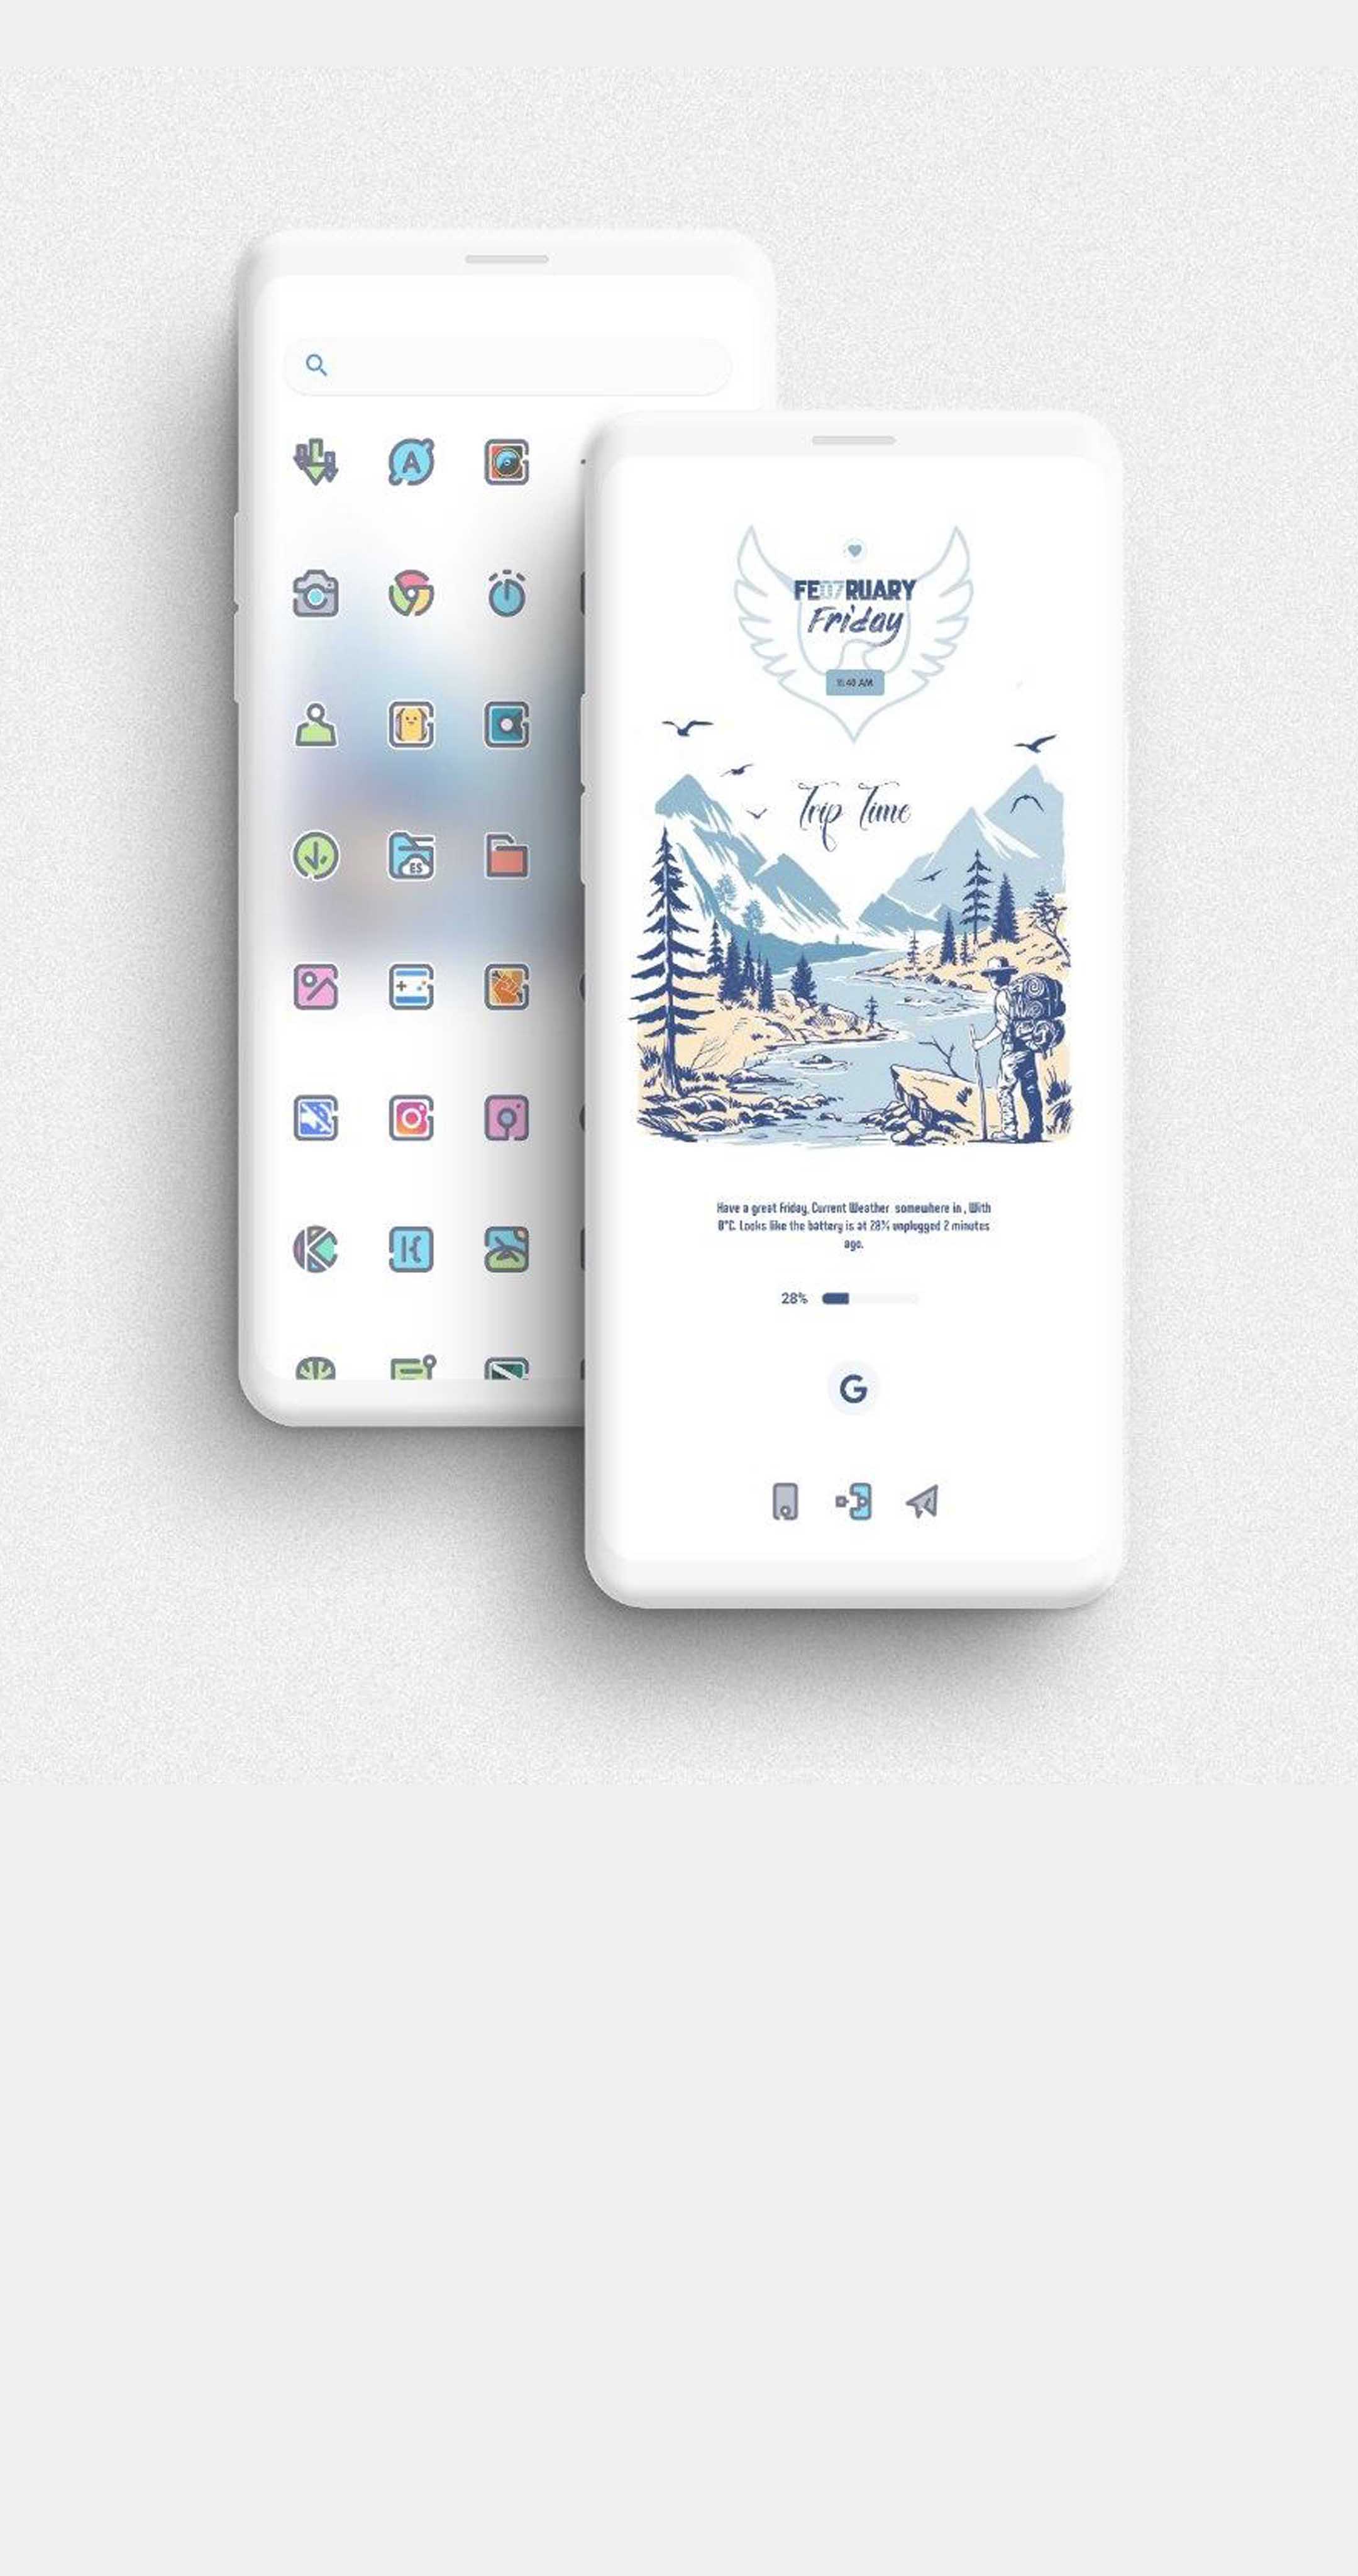 A
ES
FE07RUARY
Friday
40 AM
Trip Time
Have a great Friday, Current Weather somewhere in , With
0°C. Looks like the battery is at 28% unplugged 2 minutes
ago.
28%
G